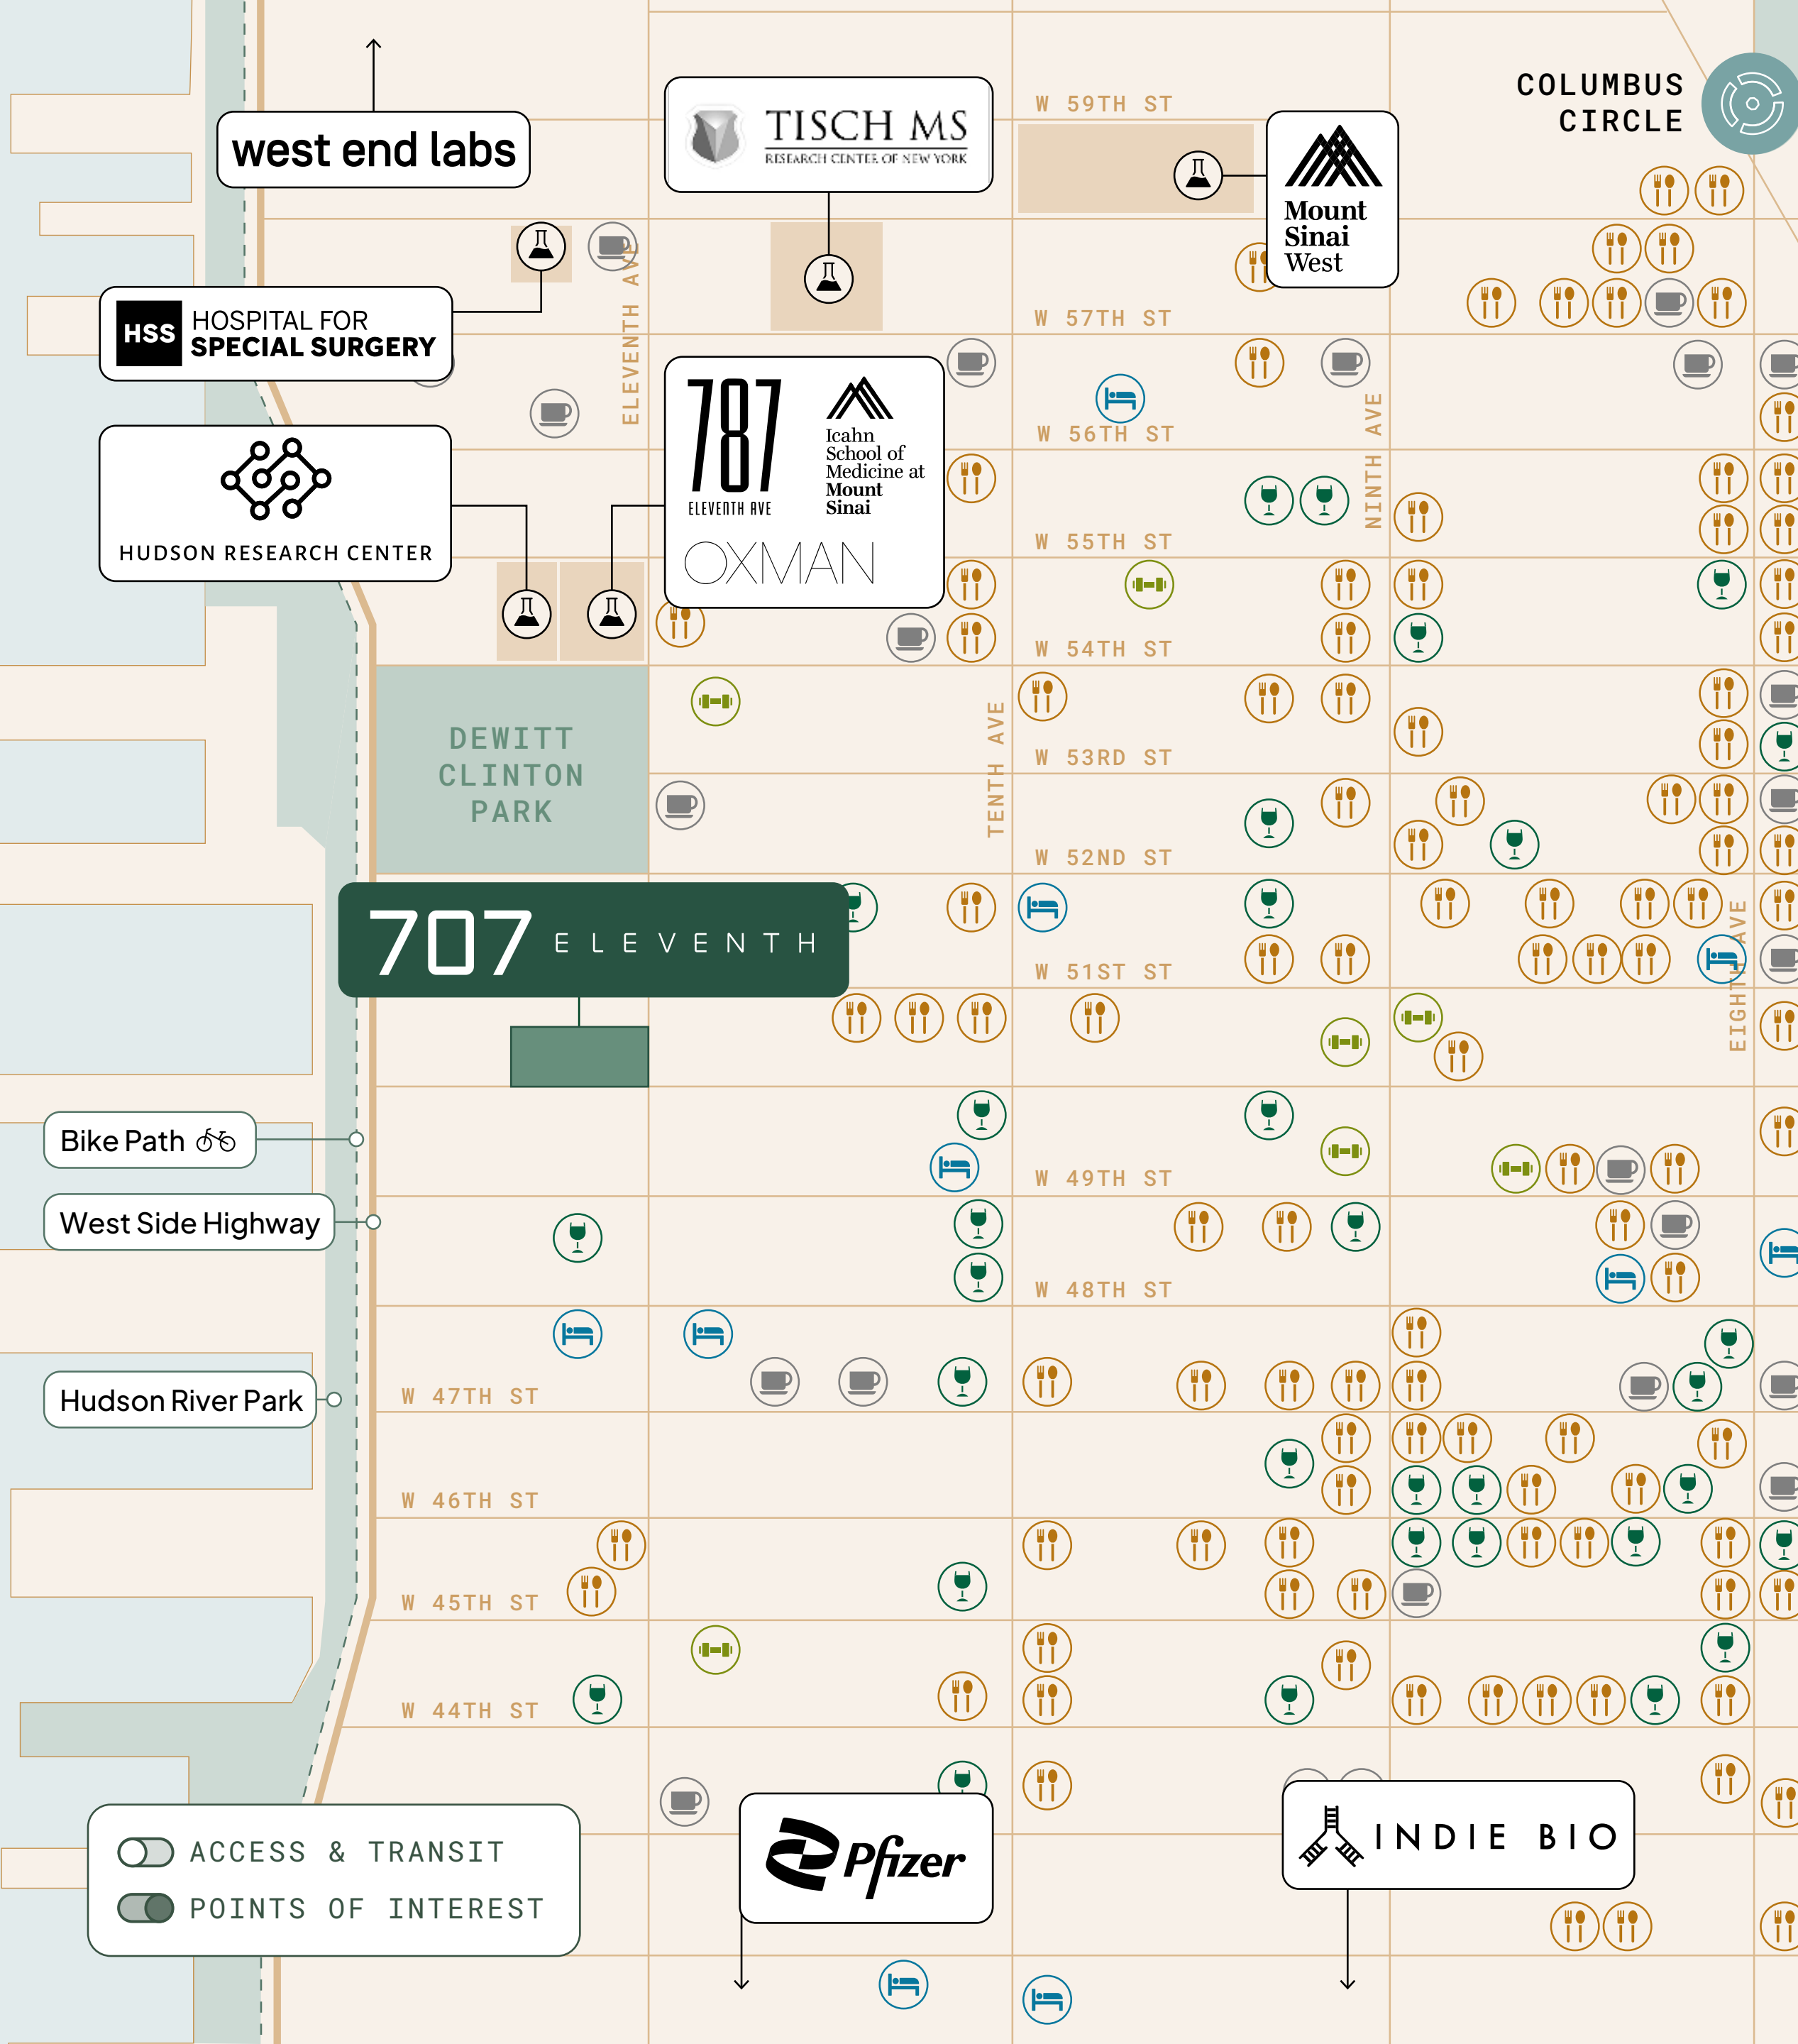 COLUMBUS
CIRCLE
W 59TH ST
west end labs
TISCH MS
RESEARCH CENTER OF NEW YORK
Mount
Sinai
West
HSS
HOSPITAL FOR
SPECIAL SURGERY
ELEVENTH AVE
W 57TH ST
787
ELEVENTH AVE
Icahn
School of
Medicine at
Mount
Sinai
OXMAN
W 56TH ST
NINTH AVE
HUDSON RESEARCH CENTER
W 55TH ST
W 54TH ST
DEWITT
CLINTON
PARK
TENTH AVE
W 53RD ST
W 52ND ST
707 ELEVENTH
W 51ST ST
EIGHTH AVE
Bike Path
W 49TH ST
West Side Highway
W 48TH ST
Hudson River Park
W 47TH ST
W 46TH ST
W 45TH ST
W 44TH ST
Pfizer
INDIE BIO
ACCESS & TRANSIT
POINTS OF INTEREST